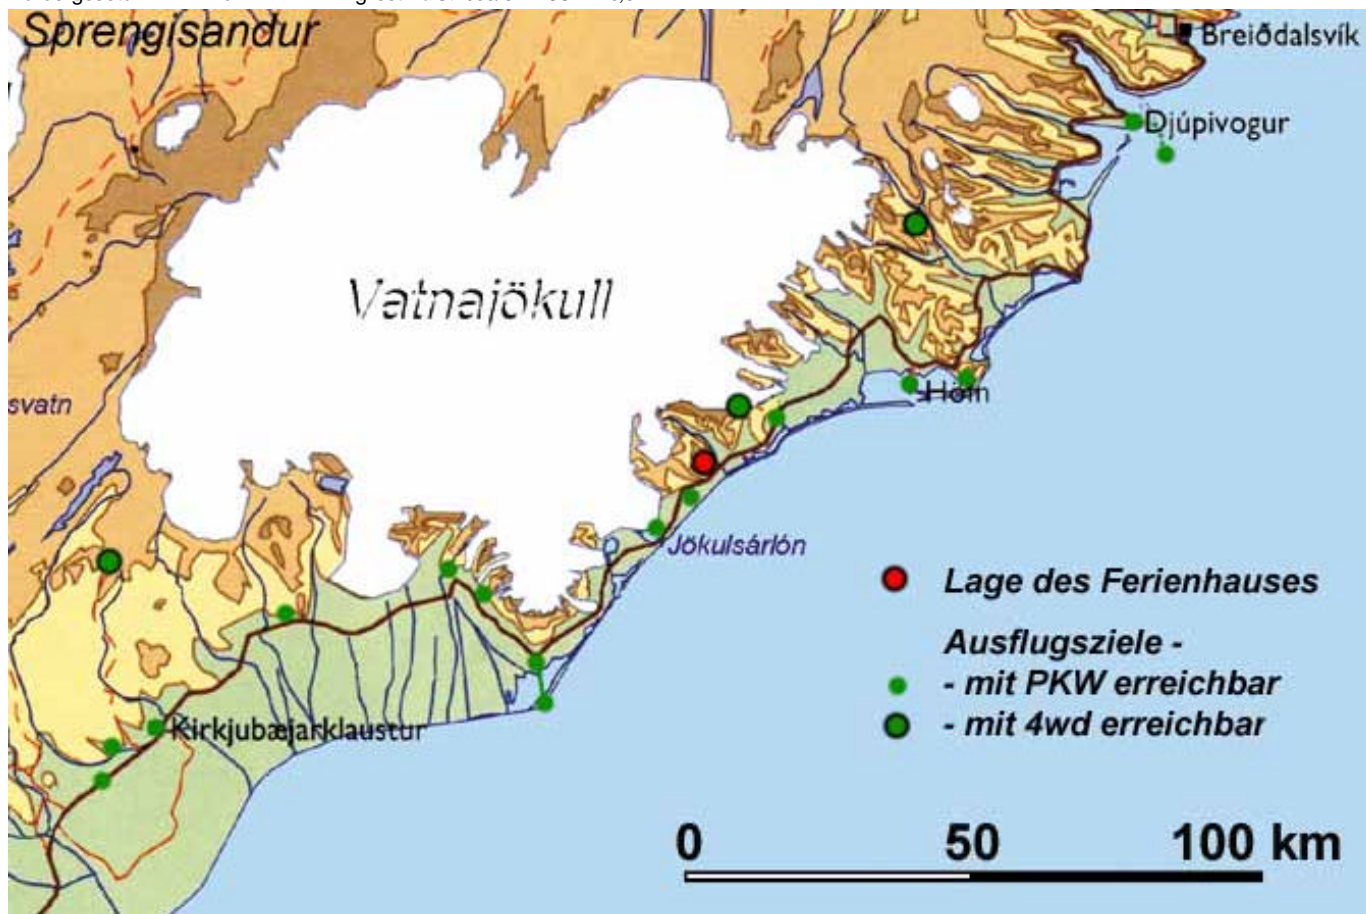 Sprengisandur
Breiðdalsvík
Djúpivogur
Vatnajökull
svatn
Höfn
Jökulsárlón
Lage des Ferienhauses
Ausflugsziele -
- mit PKW erreichbar
- mit 4wd erreichbar
Kirkjubæjarklaustur
0 50 100 km